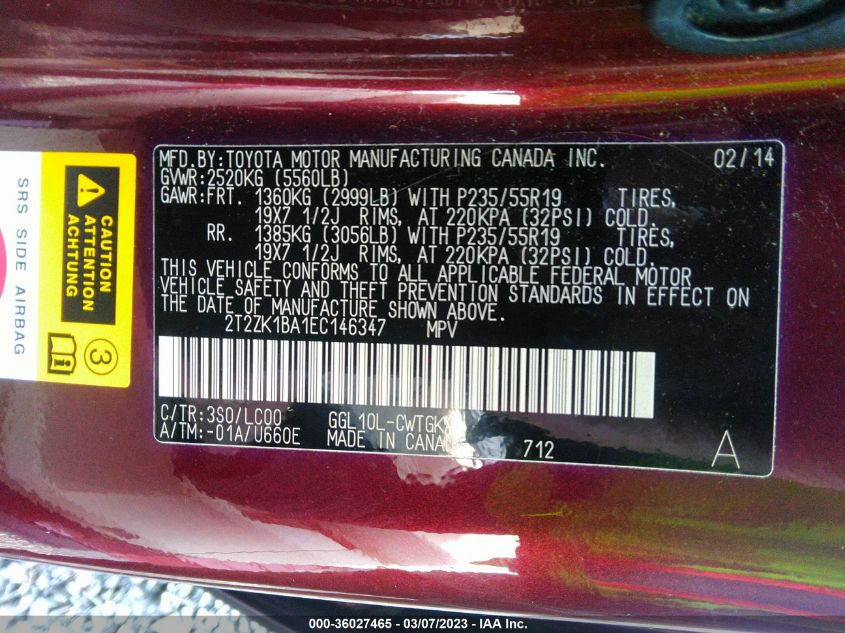 MFD.BY:TOYOTA MOTOR MANUFACTURING CANADA INC. 02/14
GVWR:2520KG (5560LB)
GAWR:FRT. 1360KG (2999LB) WITH P235/55R19 TIRES,
19X7 1/2J RIMS, AT 220KPA (32PSI) COLD.
RR. 1385KG (3056LB) WITH P235/55R19 TIRES,
19X7 1/2J RIMS, AT 220KPA (32PSI) COLD.
THIS VEHICLE CONFORMS TO ALL APPLICABLE FEDERAL MOTOR
VEHICLE SAFETY AND THEFT PREVENTION STANDARDS IN EFFECT ON
THE DATE OF MANUFACTURE SHOWN ABOVE.
2T2ZK1BA1EC146347 MPV
C/TR:3S0/LC00 GGL10L-CWTGK
A/TM:-01A/U660E MADE IN CANADA 712 A
SRS SIDE AIRBAG
CAUTION
ATTENTION
ACHTUNG
3
000-36027465 - 03/07/2023 - IAA Inc.